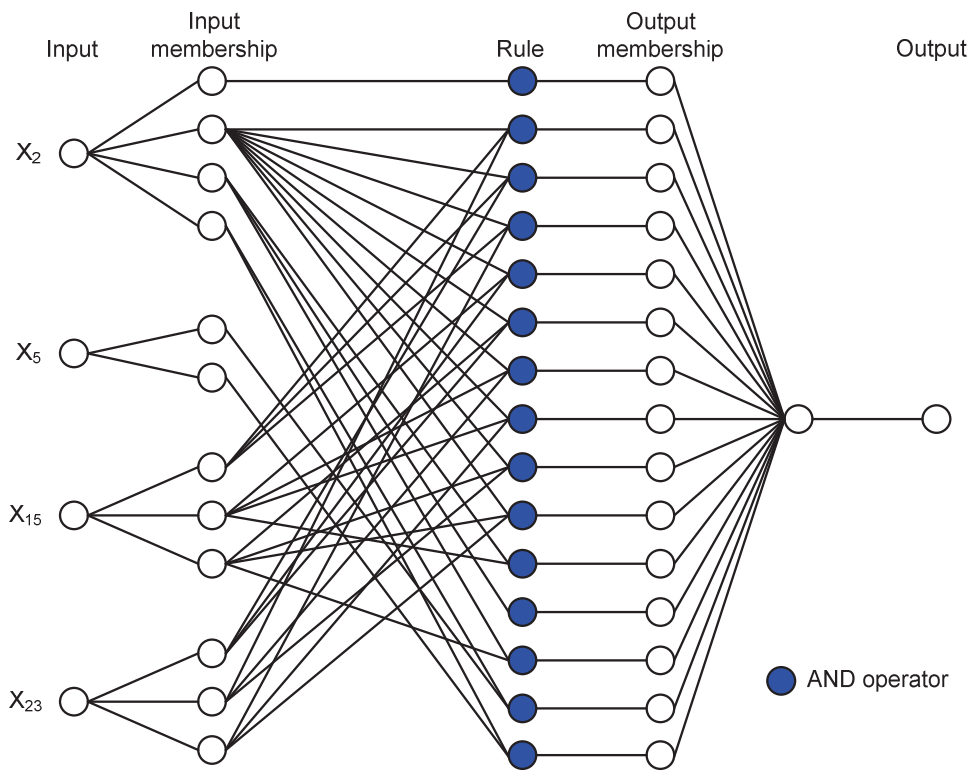 Input
Input
membership
Rule
Output
membership
Output
X2
X5
X15
X23
AND operator